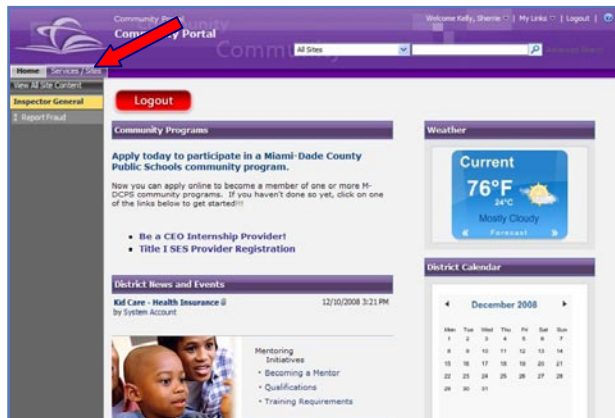 Community Portal
Community Portal
Welcome Kelly, Sherrie | My Links | Logout |
All Sites
Advanced Search
Home Services / Sites
View All Site Content
Inspector General
Report Fraud
Logout
Community Programs
Apply today to participate in a Miami-Dade County
Public Schools community program.
Now you can apply online to become a member of one or more M-
DCPS community programs. If you haven't done so yet, click on one
of the links below to get started!!!
Be a CEO Internship Provider!
Title I SES Provider Registration
District News and Events
Kid Care - Health Insurance 12/10/2008 3:21 PM
by System Account
Mentoring
Initiatives
Becoming a Mentor
Qualifications
Training Requirements
Weather
Current
76°F
24°C
Mostly Cloudy
Forecast
District Calendar
December 2008
Mon Tue Wed Thu Fri Sat Sun
1 2 3 4 5 6 7
8 9 10 11 12 13 14
15 16 17 18 19 20 21
22 23 24 25 26 27 28
29 30 31